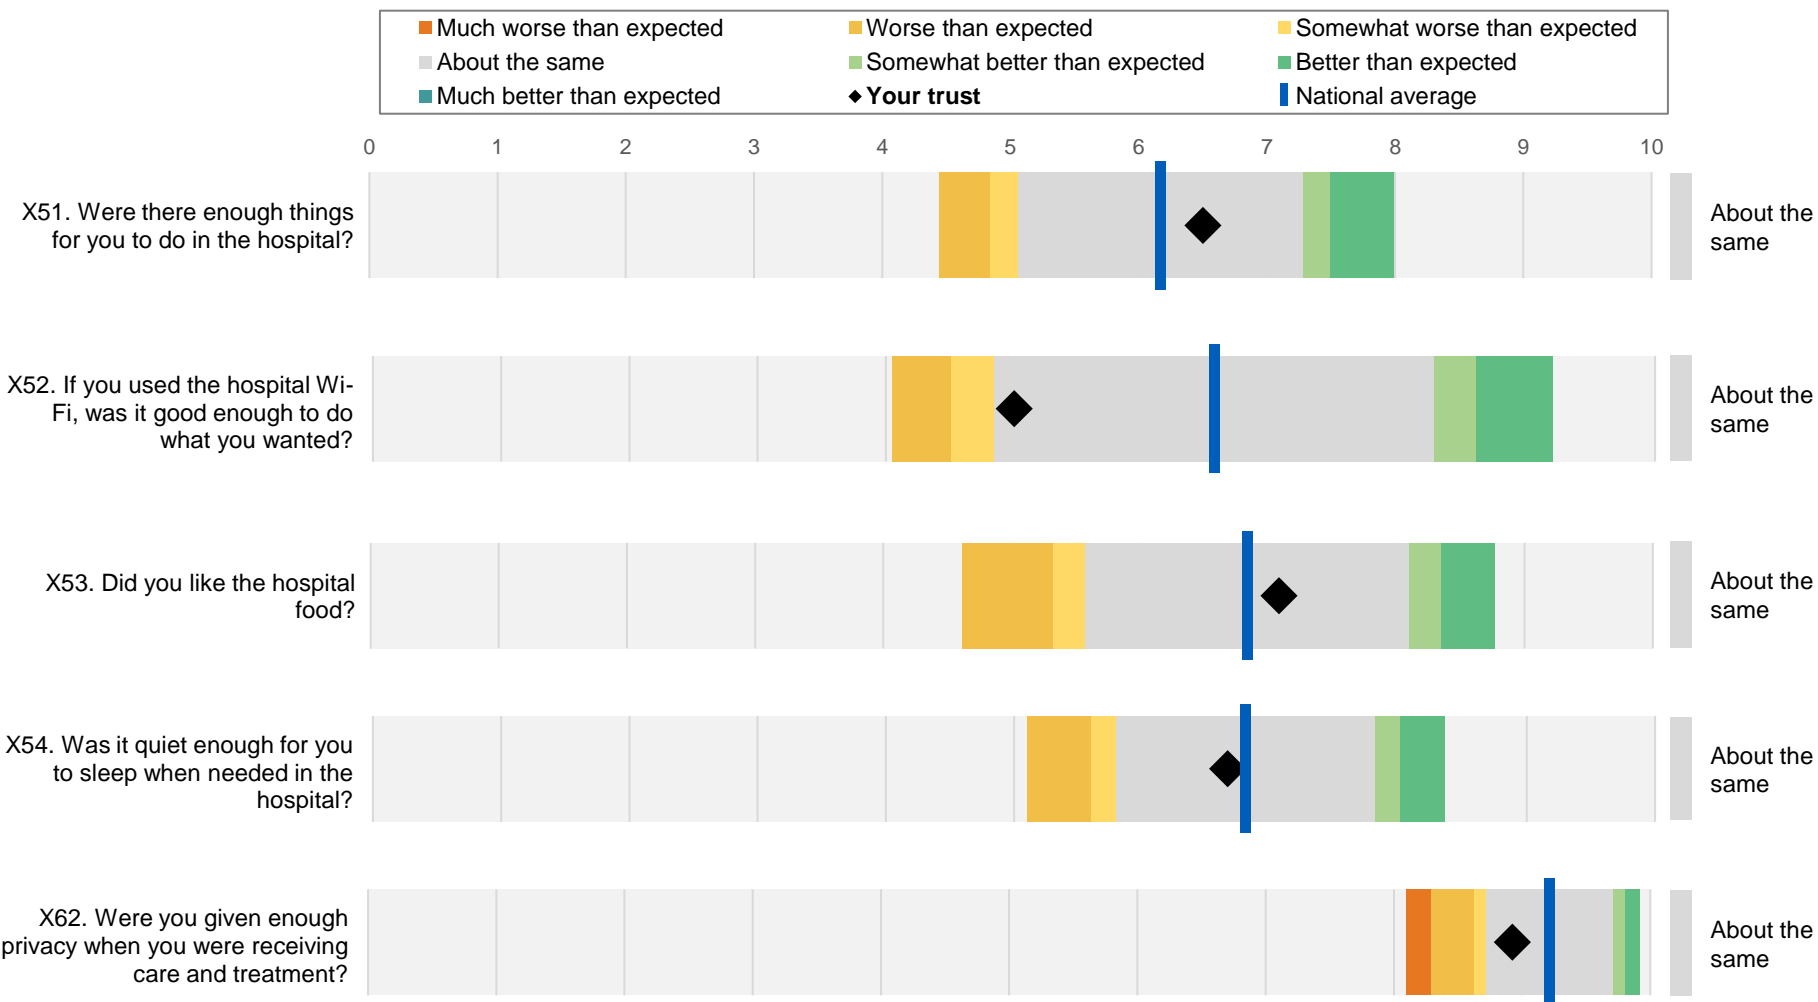 Much worse than expected
Worse than expected
Somewhat worse than expected
About the same
Somewhat better than expected
Better than expected
Much better than expected
Your trust
National average
0 1 2 3 4 5 6 7 8 9 10
X51. Were there enough things
for you to do in the hospital?
About the
same
X52. If you used the hospital Wi-
Fi, was it good enough to do
what you wanted?
About the
same
X53. Did you like the hospital
food?
About the
same
X54. Was it quiet enough for you
to sleep when needed in the
hospital?
About the
same
X62. Were you given enough
privacy when you were receiving
care and treatment?
About the
same